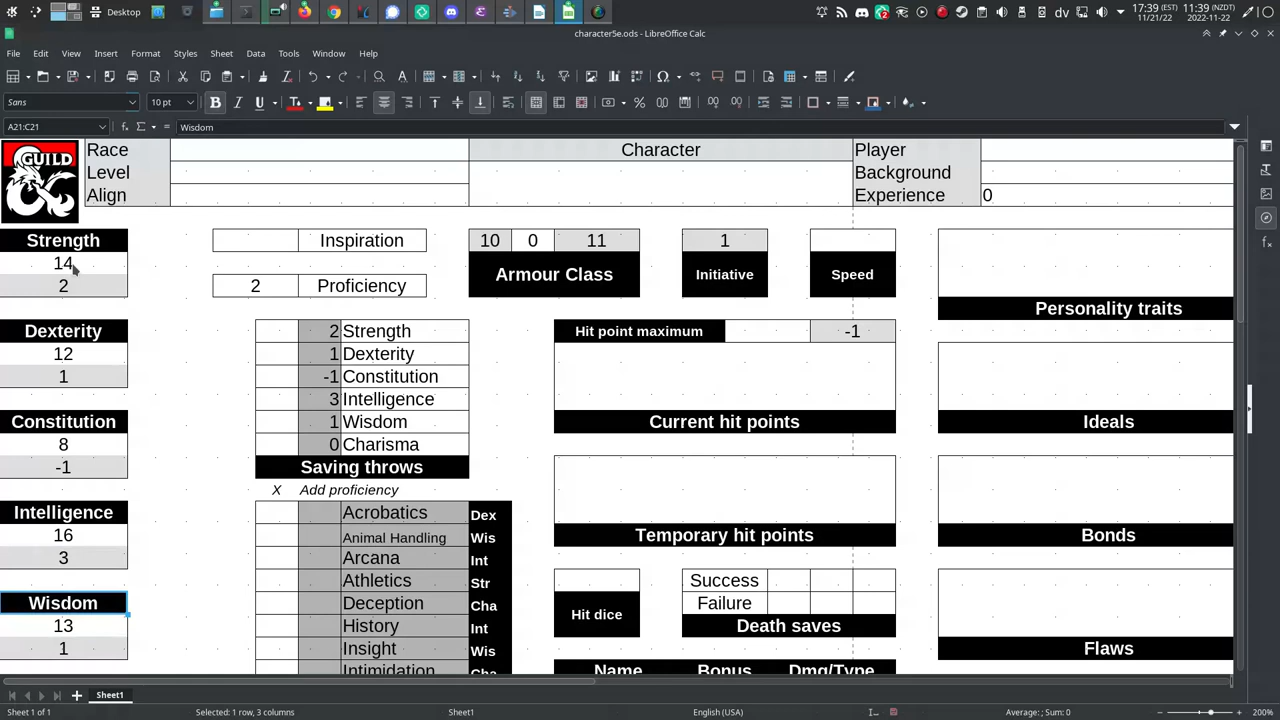 17:39 (EST) 11:39 (NZ)
11/21/22 2022-11-22
Desktop
dv
character5e.ods - LibreOffice Calc
File Edit View Insert Format Styles Sheet Data Tools Window Help
Sans 10 pt
A21:C21 Wisdom
GUILD
Race Character Player
Level Background
Align Experience 0
Strength
14
2
Inspiration
2 Proficiency
10 0 11
Armour Class
1
Initiative
Speed
Personality traits
Dexterity
12
1
2 Strength
1 Dexterity
-1 Constitution
3 Intelligence
1 Wisdom
0 Charisma
Saving throws
X Add proficiency
Hit point maximum -1
Current hit points
Ideals
Constitution
8
-1
Temporary hit points
Bonds
Intelligence
16
3
Acrobatics Dex
Animal Handling Wis
Arcana Int
Athletics Str
Deception Cha
History Int
Insight Wis
Intimidation Cha
Hit dice
Success
Failure
Death saves
Flaws
Wisdom
13
1
Name Bonus Dmg/Type
Sheet1
Sheet 1 of 1 Selected: 1 row, 3 columns Sheet1 English (USA) Average: ; Sum: 0 200%